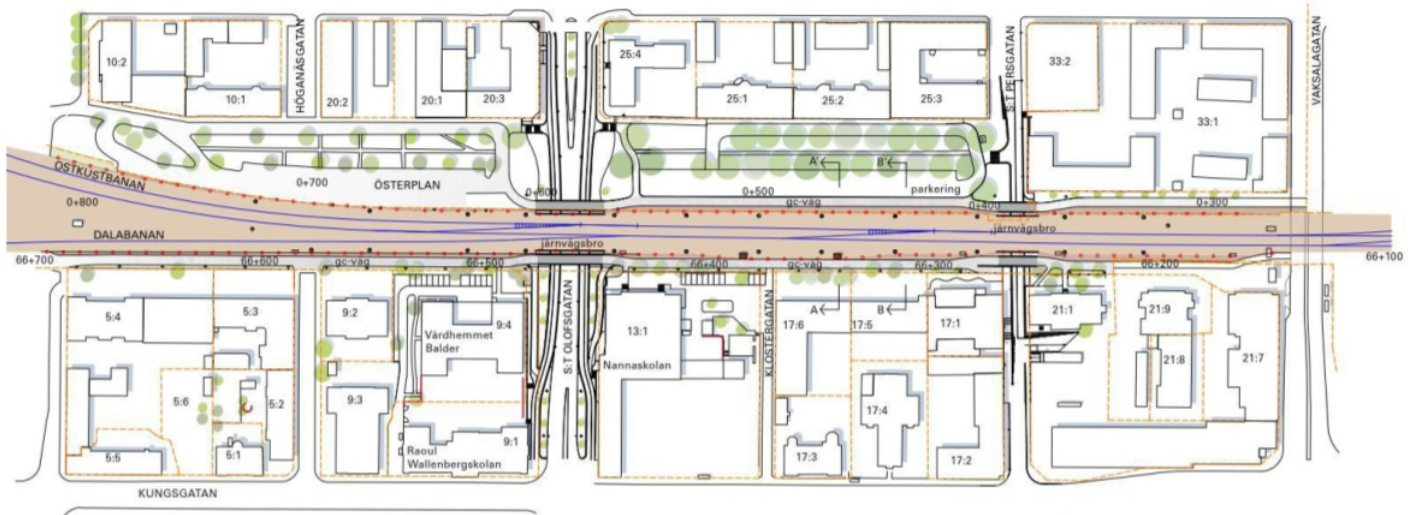 HÖGANÄSGATAN
S:T PERSGATAN
VAKSALAGATAN
10:2
10:1
20:2
20:1
20:3
25:4
25:1
25:2
25:3
33:2
33:1
ÖSTKUSTBANAN
0+800
0+700
ÖSTERPLAN
0+600
0+500
A'
B'
parkering
gc-väg
0+400
0+300
DALABANAN
järnvägsbro
järnvägsbro
66+700
66+600
gc-väg
66+500
66+400
gc-väg
66+300
66+200
66+100
5:4
5:3
9:2
9:4
Vårdhemmet
Balder
S:T OLOFSGATAN
13:1
Nannaskolan
KLOSTERGATAN
A
B
17:6
17:5
17:1
21:1
21:9
21:8
21:7
5:6
5:2
9:3
17:4
5:5
5:1
9:1
Raoul
Wallenbergskolan
17:3
17:2
KUNGSGATAN